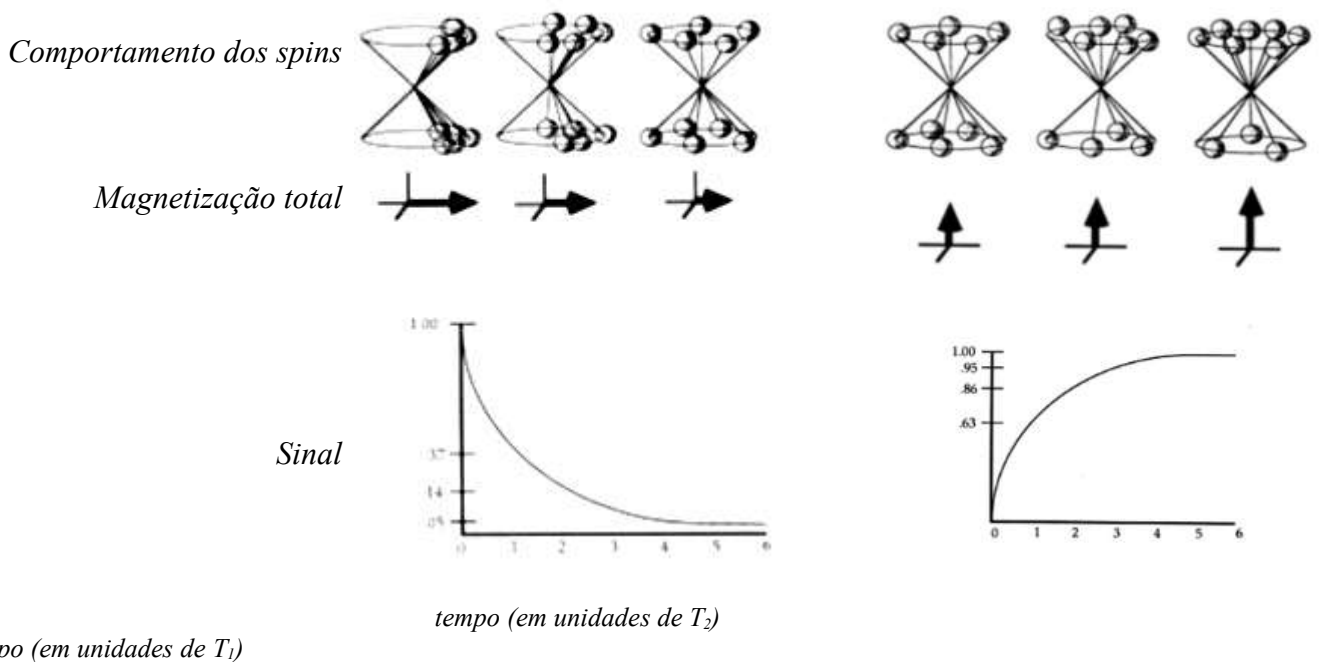 Comportamento dos spins
Magnetização total
Sinal
1.00
.37
.14
.05
0 1 2 3 4 5 6
1.00
.95
.86
.63
0 1 2 3 4 5 6
tempo (em unidades de T₂)
po (em unidades de T₁)